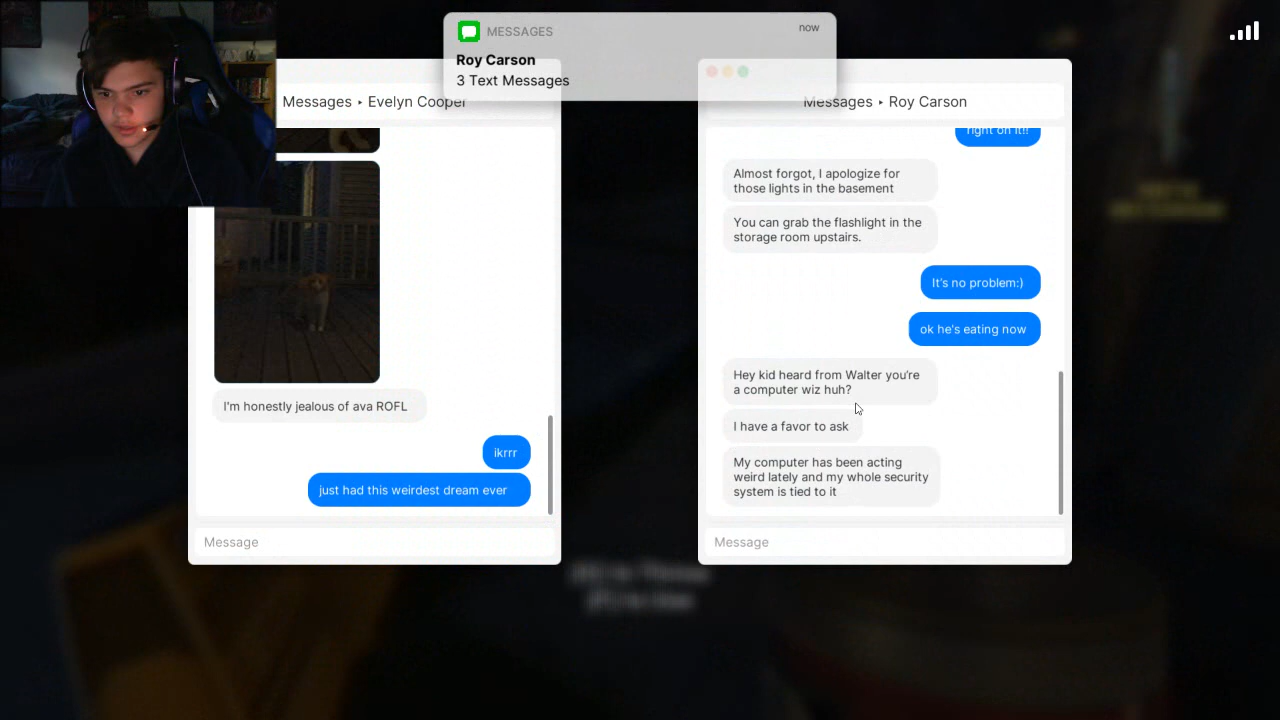 MESSAGES
now
Roy Carson
3 Text Messages
Messages ▸ Evelyn Cooper
I'm honestly jealous of ava ROFL
ikrrr
just had this weirdest dream ever
Message
Messages ▸ Roy Carson
right on it!!
Almost forgot, I apologize for
those lights in the basement
You can grab the flashlight in the
storage room upstairs.
It's no problem:)
ok he's eating now
Hey kid heard from Walter you're
a computer wiz huh?
I have a favor to ask
My computer has been acting
weird lately and my whole security
system is tied to it
Message